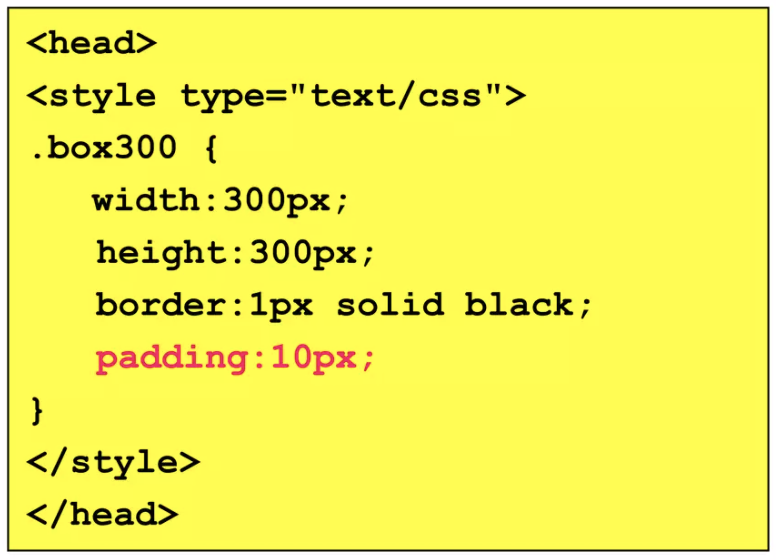 <head>
<style type="text/css">
.box300 {
width:300px;
height:300px;
border:1px solid black;
padding:10px;
}
</style>
</head>